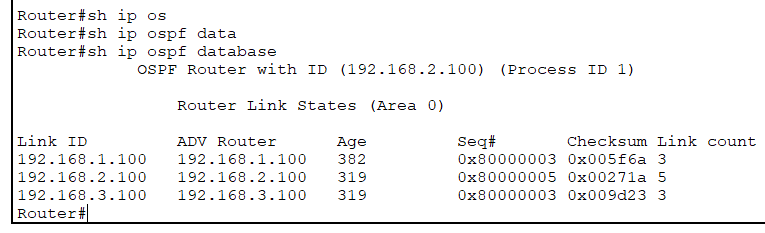 Router#sh ip os
Router#sh ip ospf data
Router#sh ip ospf database
OSPF Router with ID (192.168.2.100) (Process ID 1)
Router Link States (Area 0)
Link ID ADV Router Age Seq# Checksum Link count
192.168.1.100 192.168.1.100 382 0x80000003 0x005f6a 3
192.168.2.100 192.168.2.100 319 0x80000005 0x00271a 5
192.168.3.100 192.168.3.100 319 0x80000003 0x009d23 3
Router#